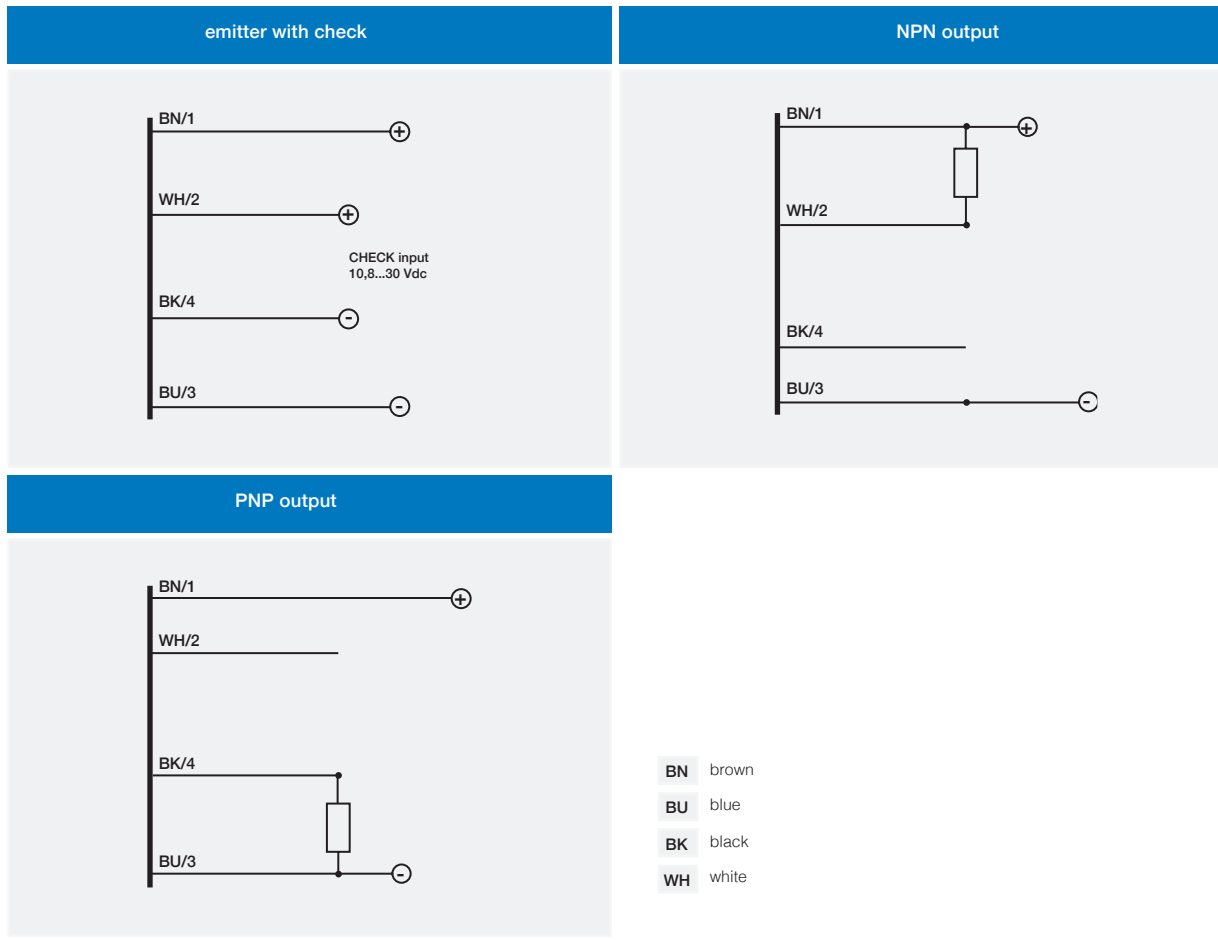 emitter with check
BN/1
+
WH/2
+
CHECK input
10,8...30 Vdc
BK/4
-
BU/3
-
NPN output
BN/1
+
WH/2
BK/4
BU/3
-
PNP output
BN/1
+
WH/2
BK/4
BU/3
-
BN brown
BU blue
BK black
WH white